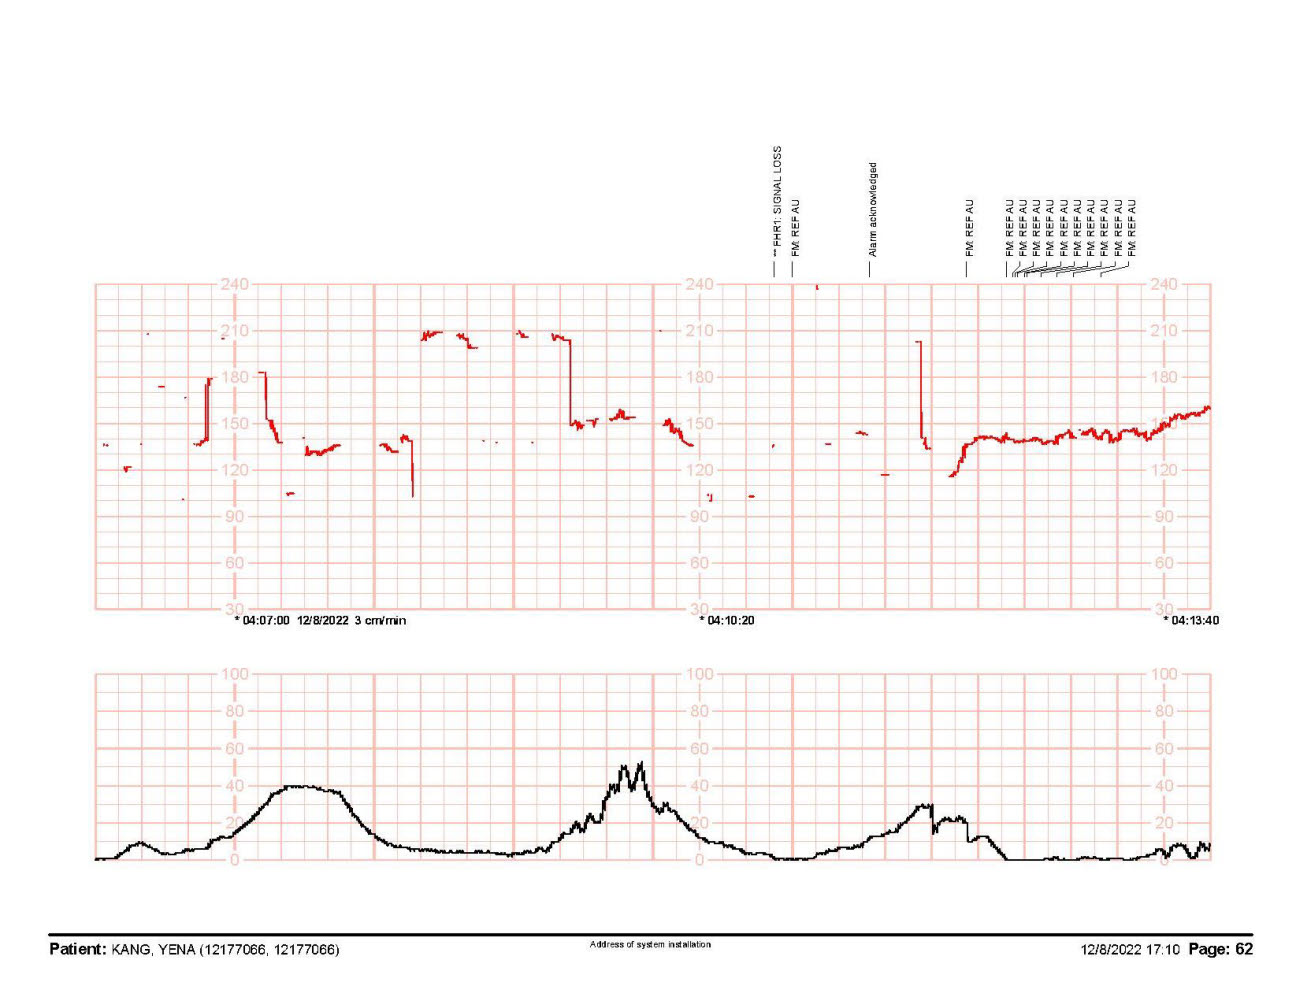 ** FHR1: SIGNAL LOSS
FM: REF AU
Alarm acknowledged
FM: REF AU
FM: REF AU
FM: REF AU
FM: REF AU
FM: REF AU
FM: REF AU
FM: REF AU
FM: REF AU
FM: REF AU
FM: REF AU
FM: REF AU
240 240 240
210 210 210
180 180 180
150 150 150
120 120 120
90 90 90
60 60 60
30 30 30
* 04:07:00 12/8/2022 3 cm/min * 04:10:20 * 04:13:40
100 100 100
80 80 80
60 60 60
40 40 40
20 20 20
0 0 0
Patient: KANG, YENA (12177066, 12177066) Address of system installation 12/8/2022 17:10 Page: 62